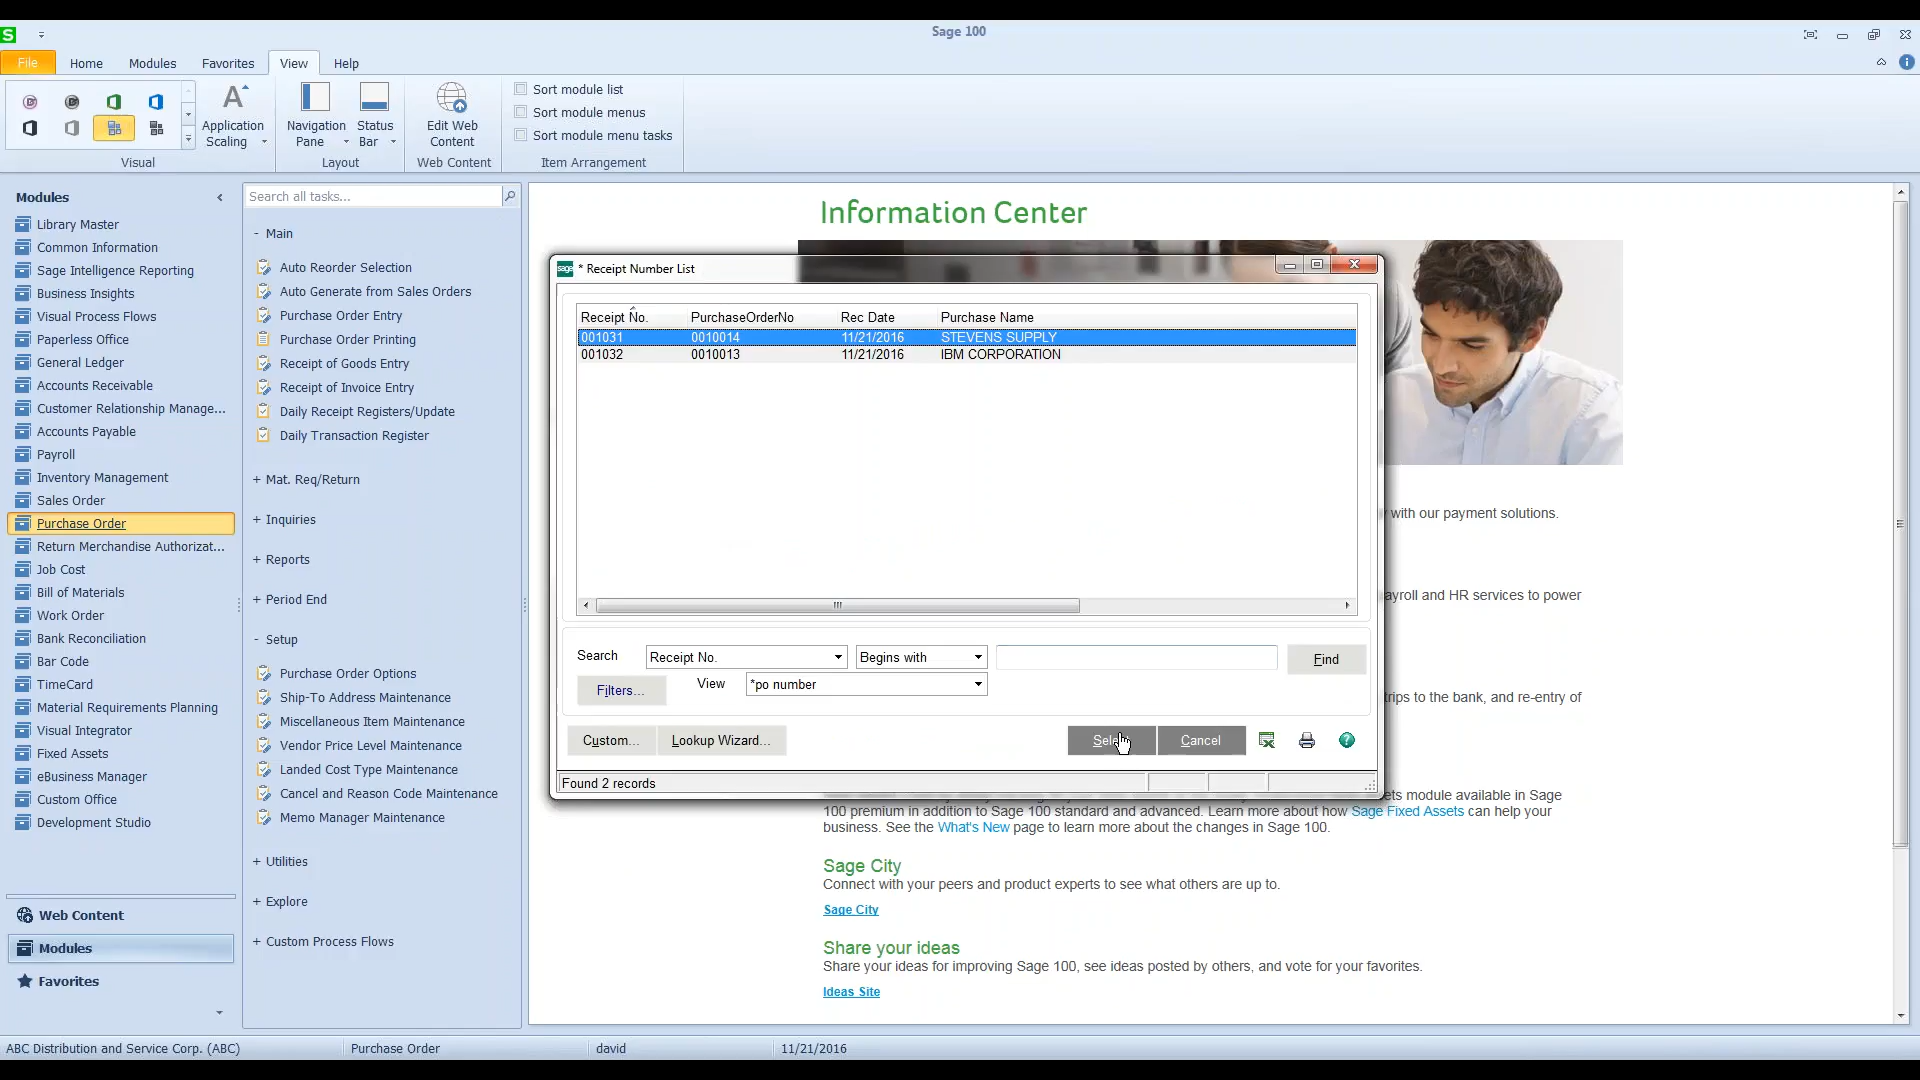 Sage 100
File Home Modules Favorites View Help
Application Scaling
Navigation Pane
Status Bar
Edit Web Content
Sort module list
Sort module menus
Sort module menu tasks
Visual
Layout
Web Content
Item Arrangement
Modules
Library Master
Common Information
Sage Intelligence Reporting
Business Insights
Visual Process Flows
Paperless Office
General Ledger
Accounts Receivable
Customer Relationship Manage...
Accounts Payable
Payroll
Inventory Management
Sales Order
Purchase Order
Return Merchandise Authorizat...
Job Cost
Bill of Materials
Work Order
Bank Reconciliation
Bar Code
TimeCard
Material Requirements Planning
Visual Integrator
Fixed Assets
eBusiness Manager
Custom Office
Development Studio
Web Content
Modules
Favorites
Search all tasks...
- Main
Auto Reorder Selection
Auto Generate from Sales Orders
Purchase Order Entry
Purchase Order Printing
Receipt of Goods Entry
Receipt of Invoice Entry
Daily Receipt Registers/Update
Daily Transaction Register
+ Mat. Req/Return
+ Inquiries
+ Reports
+ Period End
- Setup
Purchase Order Options
Ship-To Address Maintenance
Miscellaneous Item Maintenance
Vendor Price Level Maintenance
Landed Cost Type Maintenance
Cancel and Reason Code Maintenance
Memo Manager Maintenance
+ Utilities
+ Explore
+ Custom Process Flows
Information Center
sage * Receipt Number List
Receipt No. PurchaseOrderNo Rec Date Purchase Name
001031 0010014 11/21/2016 STEVENS SUPPLY
001032 0010013 11/21/2016 IBM CORPORATION
Search Receipt No. Begins with Find
Filters... View *po number
Custom... Lookup Wizard... Cancel
Found 2 records
with our payment solutions.
ayroll and HR services to power
trips to the bank, and re-entry of
ssets module available in Sage
100 premium in addition to Sage 100 standard and advanced. Learn more about how Sage Fixed Assets can help your
business. See the What's New page to learn more about the changes in Sage 100.
Sage City
Connect with your peers and product experts to see what others are up to.
Sage City
Share your ideas
Share your ideas for improving Sage 100, see ideas posted by others, and vote for your favorites.
Ideas Site
ABC Distribution and Service Corp. (ABC) Purchase Order david 11/21/2016